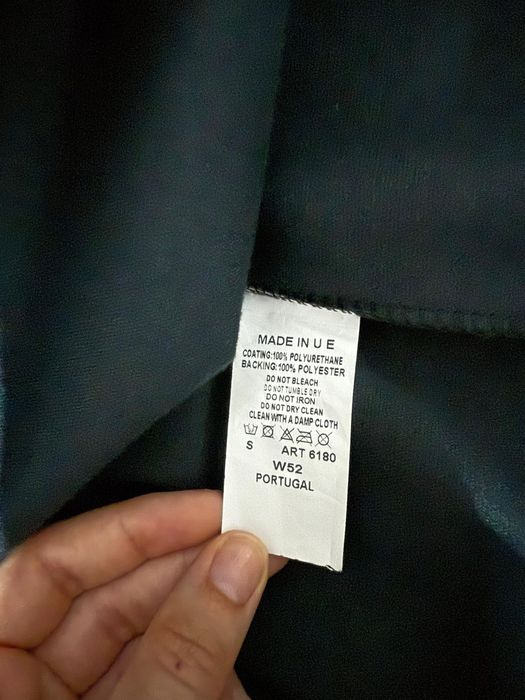 MADE IN U E
COATING:100% POLYURETHANE
BACKING:100% POLYESTER
DO NOT BLEACH
DO NOT TUMBLE DRY
DO NOT IRON
DO NOT DRY CLEAN
CLEAN WITH A DAMP CLOTH
S ART 6180
W52
PORTUGAL